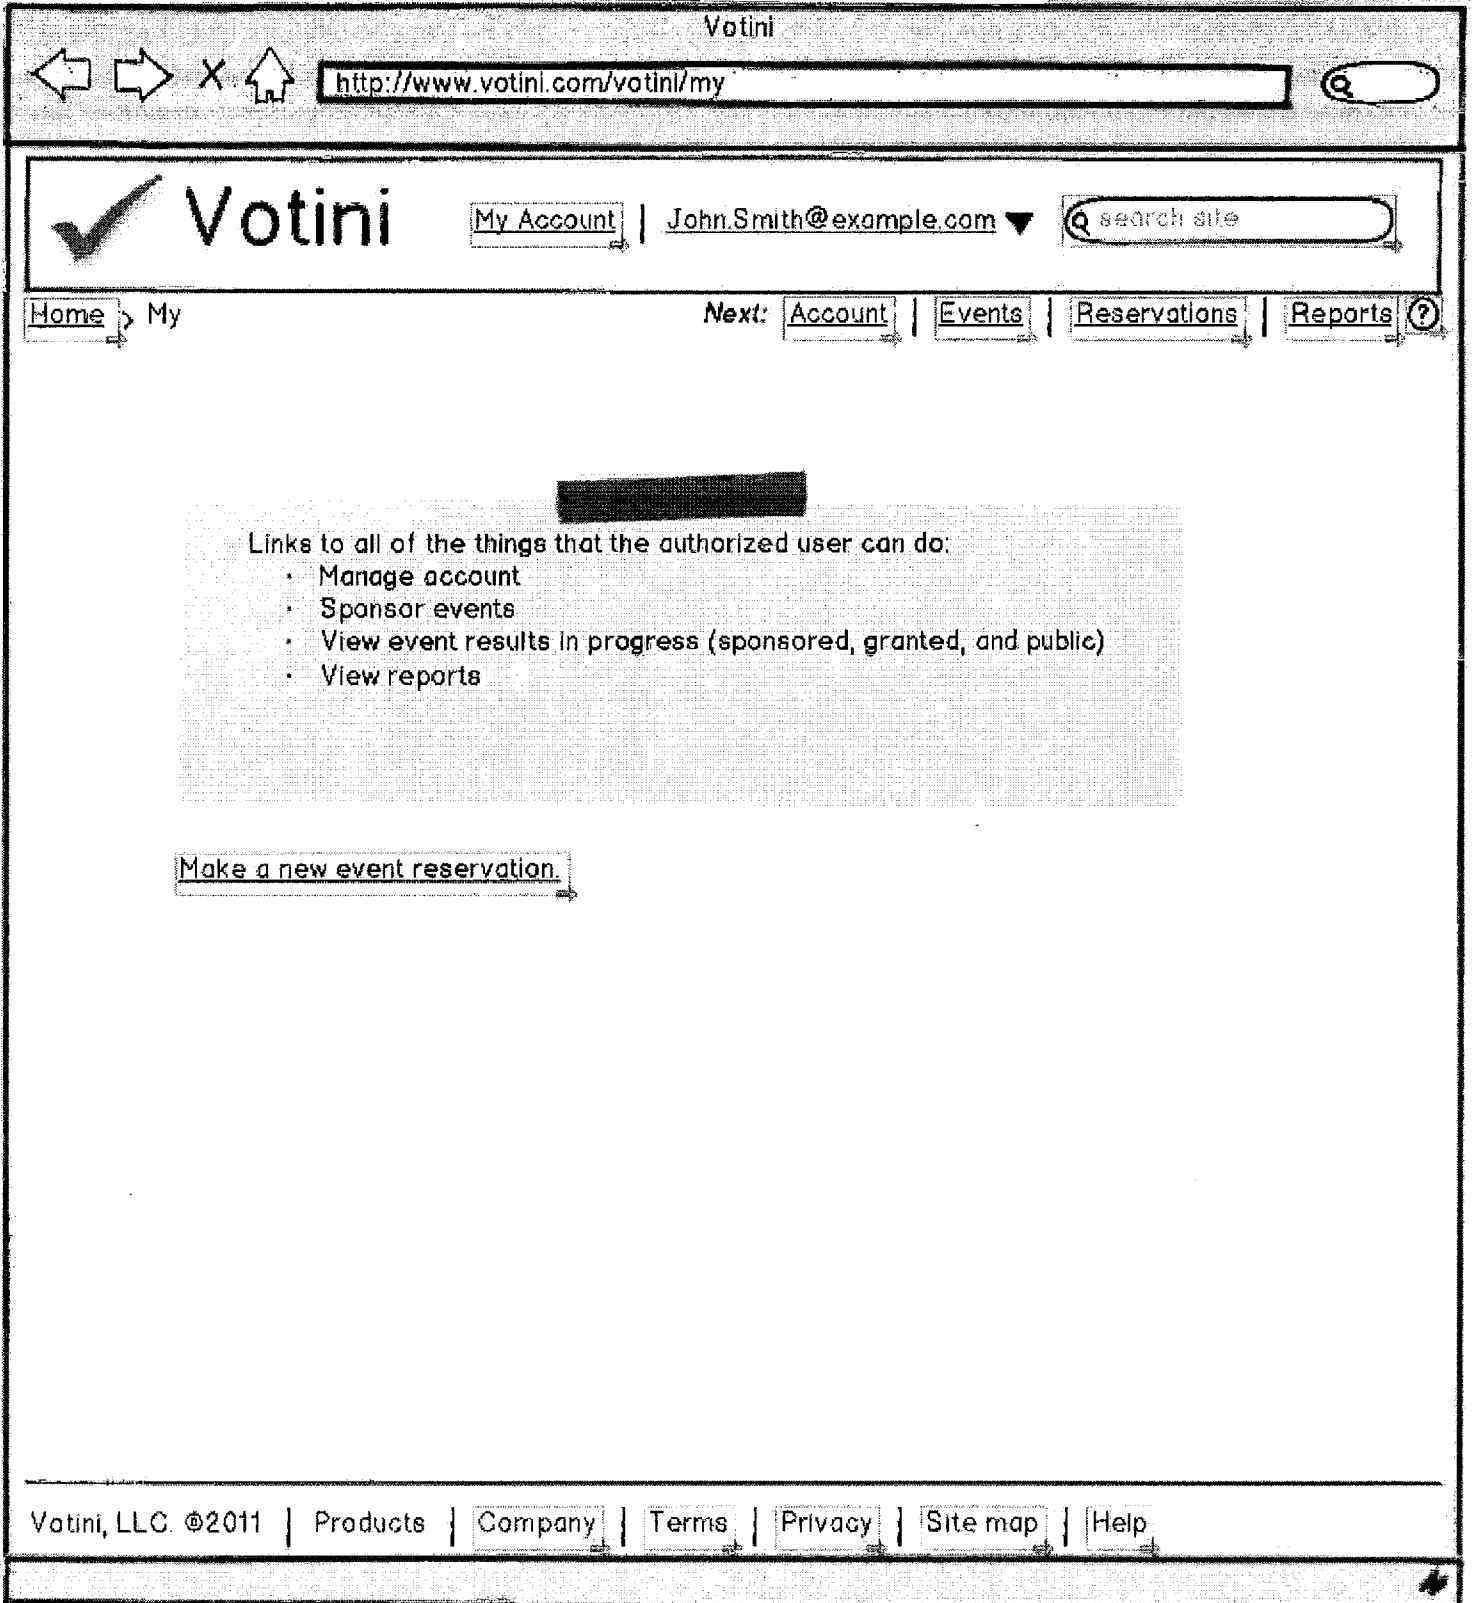 Votini
http://www.votini.com/votini/my
Votini My Account | John.Smith@example.com search site
Home > My Next: Account | Events | Reservations | Reports ?
Links to all of the things that the authorized user can do:
· Manage account
· Sponsor events
· View event results in progress (sponsored, granted, and public)
· View reports
Make a new event reservation.
Votini, LLC. ©2011 | Products | Company | Terms | Privacy | Site map | Help